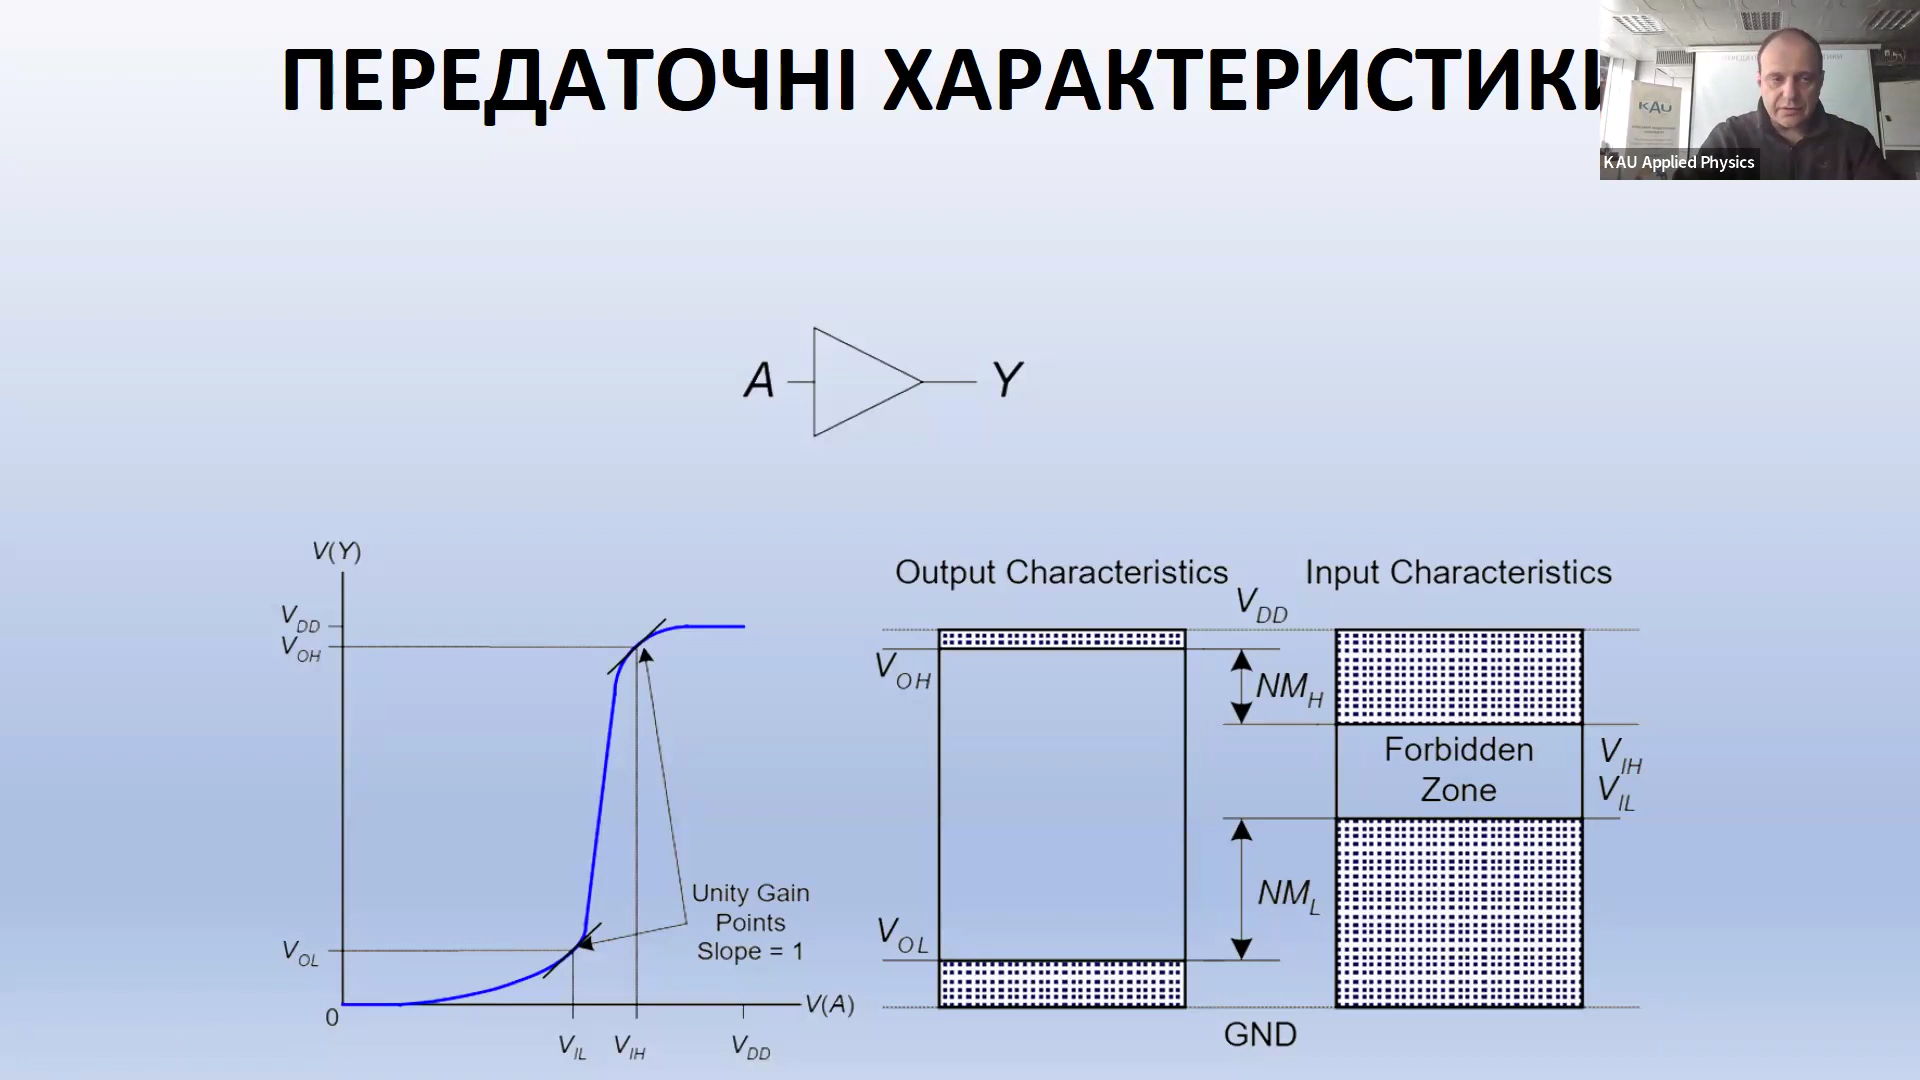 ПЕРЕДАТОЧНІ ХАРАКТЕРИСТИКИ
KAU
KAU Applied Physics
A
Y
V(Y)
V_DD
V_OH
V_OL
0
V_IL
V_IH
V_DD
V(A)
Unity Gain
Points
Slope = 1
Output Characteristics
Input Characteristics
V_DD
V_OH
NM_H
Forbidden
Zone
V_IH
V_IL
NM_L
V_OL
GND